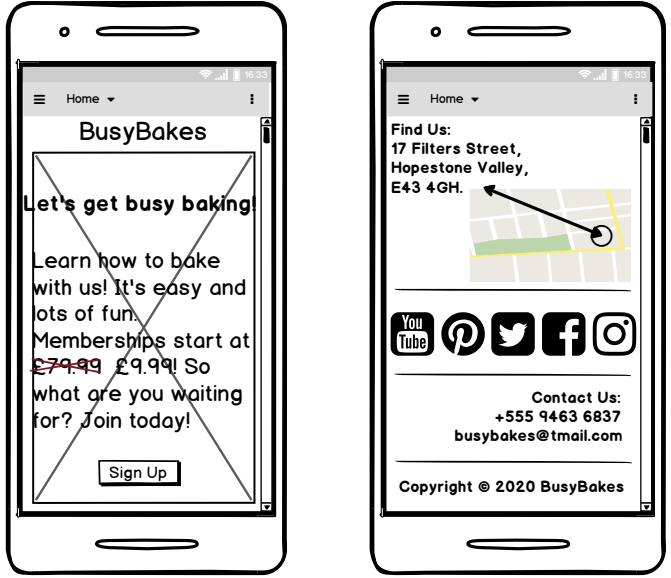 16:33
Home
BusyBakes
Let's get busy baking!
Learn how to bake
with us! It's easy and
lots of fun.
Memberships start at
£79.99 £9.99! So
what are you waiting
for? Join today!
Sign Up
16:33
Home
Find Us:
17 Filters Street,
Hopestone Valley,
E43 4GH.
You
Tube
Contact Us:
+555 9463 6837
busybakes@tmail.com
Copyright © 2020 BusyBakes